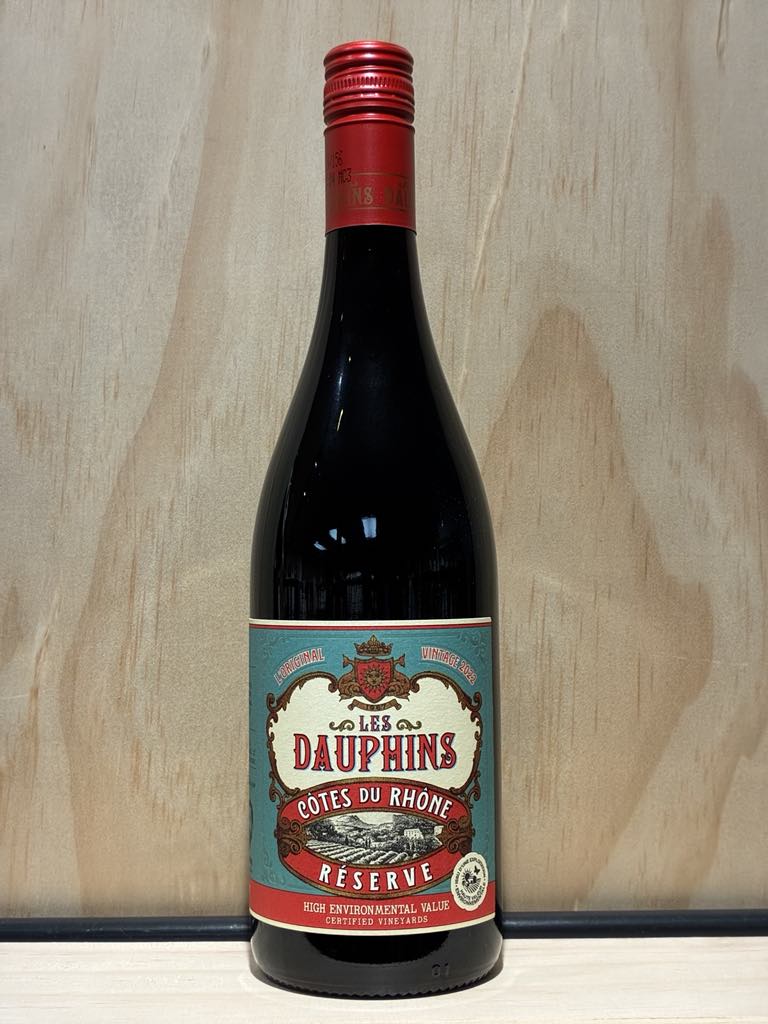 L'ORIGINAL
VINTAGE 2022
LES
DAUPHINS
CÔTES DU RHÔNE
RÉSERVE
HIGH ENVIRONMENTAL VALUE
CERTIFIED VINEYARDS